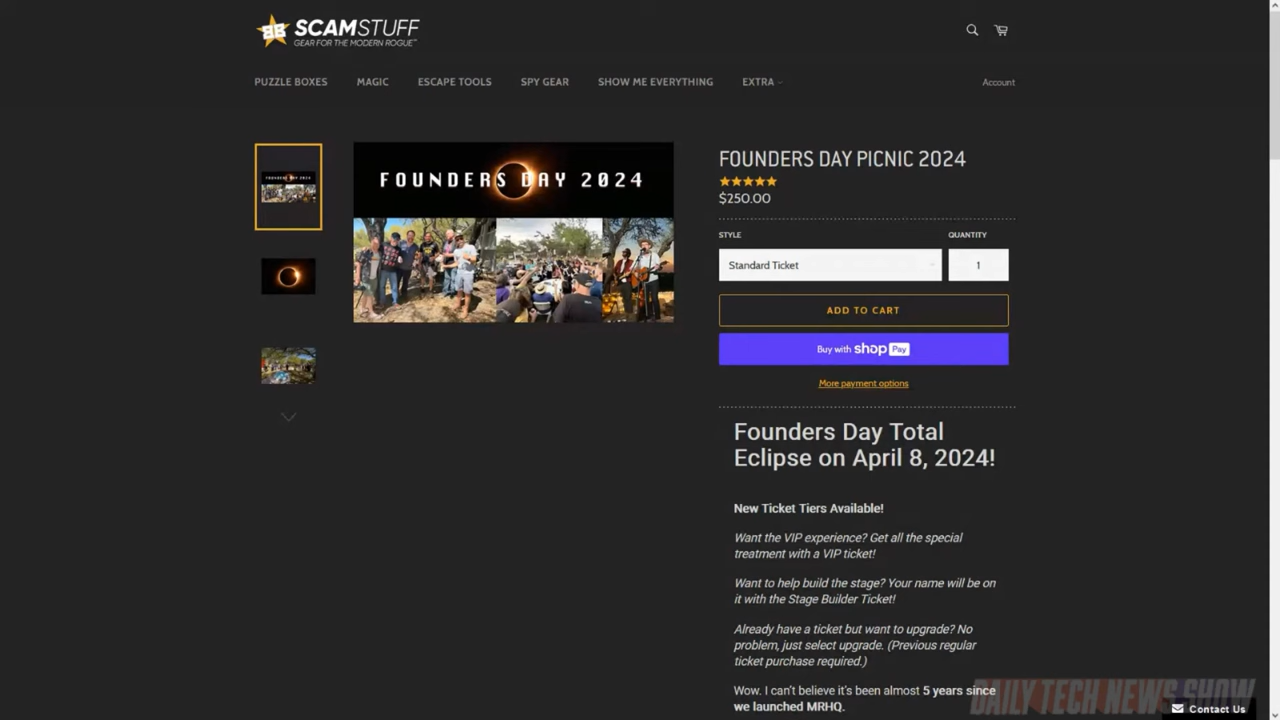 SCAMSTUFF
GEAR FOR THE MODERN ROGUE™
PUZZLE BOXES MAGIC ESCAPE TOOLS SPY GEAR SHOW ME EVERYTHING EXTRA Account
FOUNDERS DAY 2024
FOUNDERS DAY 2024
FOUNDERS DAY PICNIC 2024
$250.00
STYLE QUANTITY
Standard Ticket 1
ADD TO CART
Buy with shop Pay
More payment options
Founders Day Total
Eclipse on April 8, 2024!
New Ticket Tiers Available!
Want the VIP experience? Get all the special
treatment with a VIP ticket!
Want to help build the stage? Your name will be on
it with the Stage Builder Ticket!
Already have a ticket but want to upgrade? No
problem, just select upgrade. (Previous regular
ticket purchase required.)
Wow. I can't believe it's been almost 5 years since
we launched MRHQ.
DAILY TECH NEWS SHOW
Contact Us